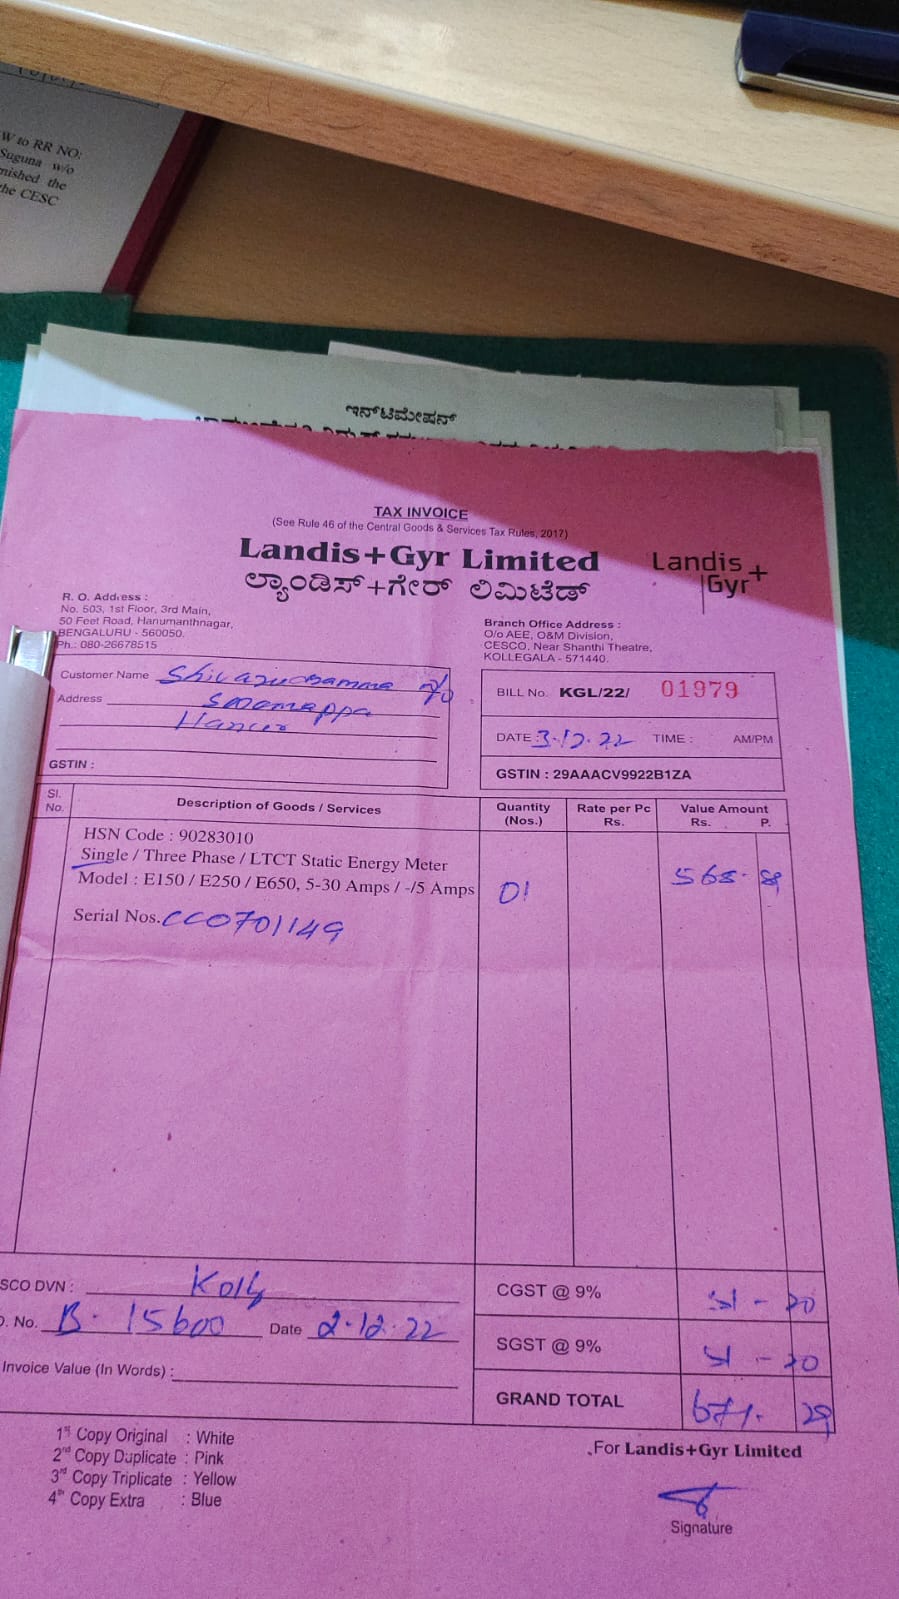 W to RR NO:
Suguna w/o
nished the
the CESC
ಇನ್‌ಟಿಮೇಷನ್
TAX INVOICE
(See Rule 46 of the Central Goods & Services Tax Rules, 2017)
Landis+Gyr Limited
Landis+
Gyr
ಲ್ಯಾಂಡಿಸ್+ಗೇರ್ ಲಿಮಿಟೆಡ್
R. O. Address :
No. 503, 1st Floor, 3rd Main,
50 Feet Road, Hanumanthnagar,
BENGALURU - 560050.
Ph.: 080-26678515
Branch Office Address :
O/o AEE, O&M Division,
CESCO, Near Shanthi Theatre,
KOLLEGALA - 571440.
Customer Name
Address
Hanur
GSTIN :
BILL No. KGL/22/ 01979
DATE : 3.12.22 TIME : AM/PM
GSTIN : 29AAACV9922B1ZA
Sl. No. Description of Goods / Services Quantity (Nos.) Rate per Pc Rs. Value Amount Rs. P.
HSN Code : 90283010
Single / Three Phase / LTCT Static Energy Meter
Model : E150 / E250 / E650, 5-30 Amps / -/5 Amps 01 568.
Serial Nos. CC0701149
SCO DVN :
. No. B. 15600 Date 2.12.22
Invoice Value (In Words) :
CGST @ 9% 51 - 20
SGST @ 9% 51 - 20
GRAND TOTAL 671. 29
1st Copy Original : White
2nd Copy Duplicate : Pink
3rd Copy Triplicate : Yellow
4th Copy Extra : Blue
For Landis+Gyr Limited
Signature